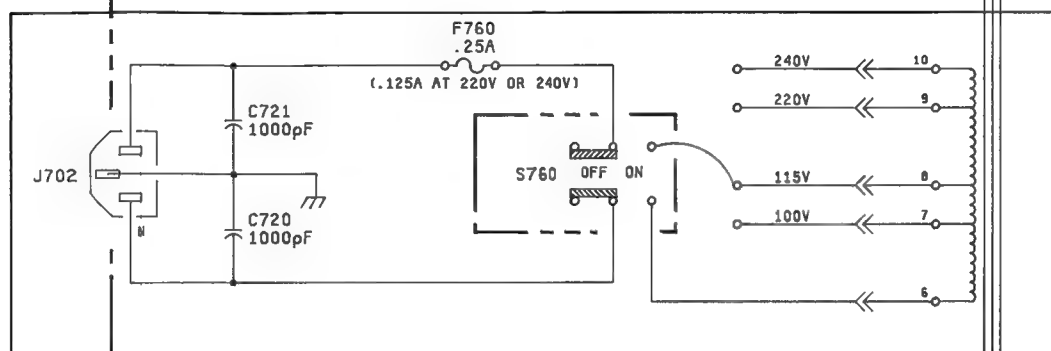 F760
.25A
(.125A AT 220V OR 240V)
240V 10
220V 9
C721
1000pF
J702
S760 OFF ON
115V 8
C720
1000pF
100V 7
N
6